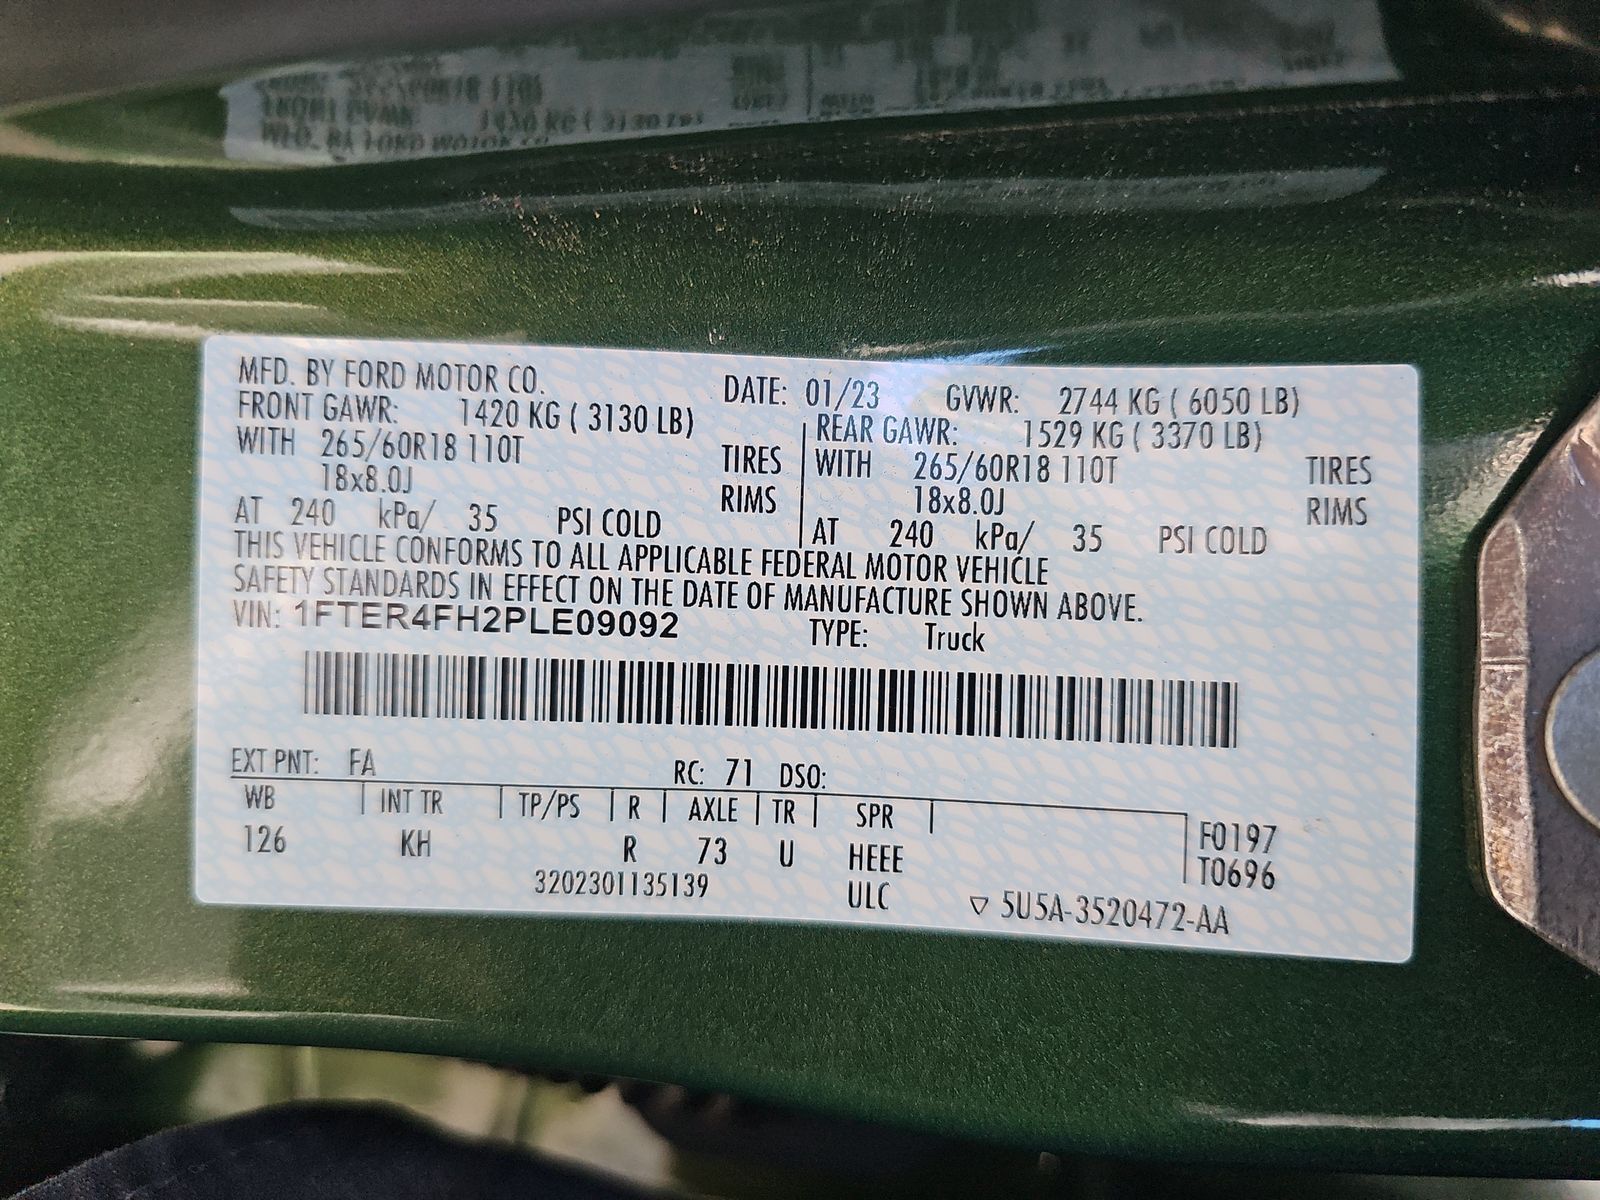 MFD. BY FORD MOTOR CO. DATE: 01/23 GVWR: 2744 KG ( 6050 LB)
FRONT GAWR: 1420 KG ( 3130 LB) REAR GAWR: 1529 KG ( 3370 LB)
WITH 265/60R18 110T TIRES WITH 265/60R18 110T TIRES
18x8.0J RIMS 18x8.0J RIMS
AT 240 kPa/ 35 PSI COLD AT 240 kPa/ 35 PSI COLD
THIS VEHICLE CONFORMS TO ALL APPLICABLE FEDERAL MOTOR VEHICLE
SAFETY STANDARDS IN EFFECT ON THE DATE OF MANUFACTURE SHOWN ABOVE.
VIN: 1FTER4FH2PLE09092 TYPE: Truck
EXT PNT: FA RC: 71 DSO:
WB INT TR TP/PS R AXLE TR SPR
126 KH R 73 U HEEE F0197
3202301135139 ULC T0696
▽ 5U5A-3520472-AA